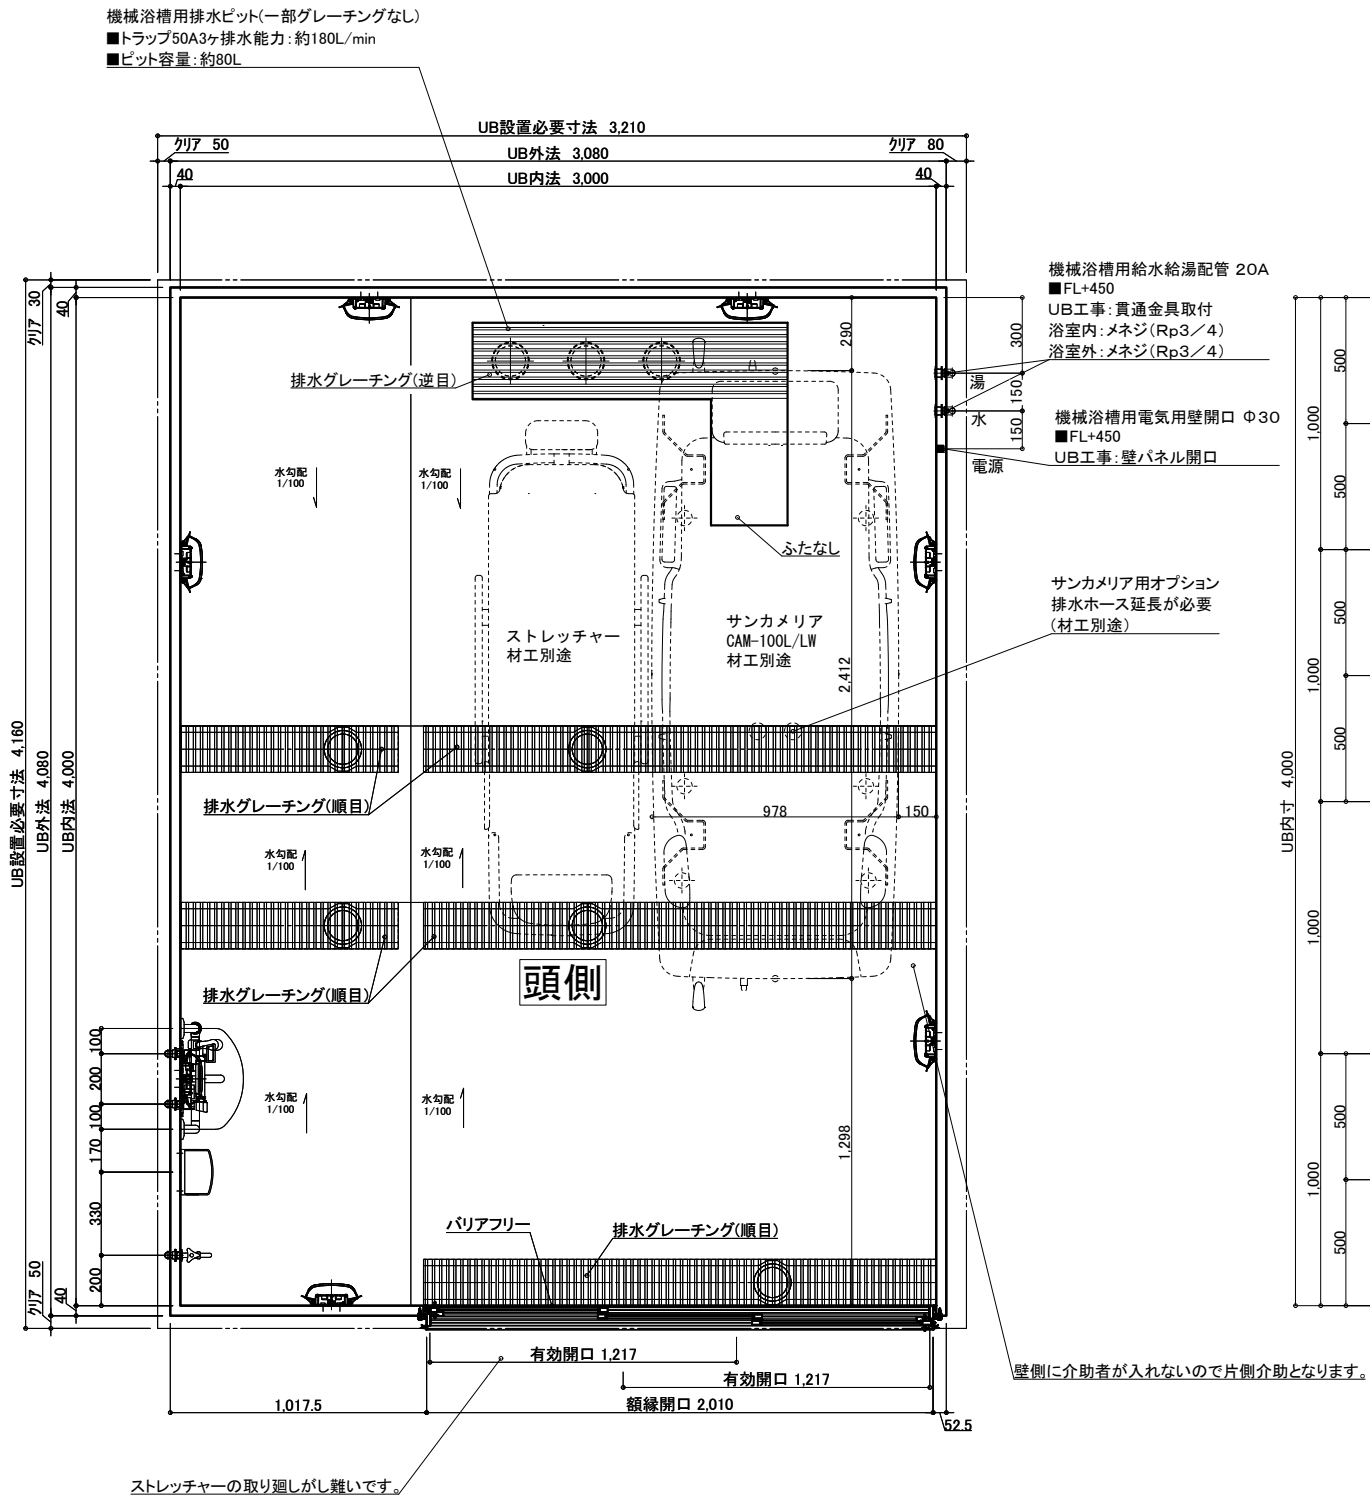 機械浴槽用排水ピット(一部グレーチングなし)
■トラップ50A3ヶ排水能力:約180L/min
■ピット容量:約80L
UB設置必要寸法 3,210
クリア 50
UB外法 3,080
クリア 80
40
UB内法 3,000
40
機械浴槽用給水給湯配管 20A
■FL+450
UB工事:貫通金具取付
浴室内:メネジ(Rp3/4)
浴室外:メネジ(Rp3/4)
クリア 30
40
290
300
湯
150
水
150
電源
機械浴槽用電気用壁開口 Φ30
■FL+450
UB工事:壁パネル開口
排水グレーチング(逆目)
水勾配
1/100
水勾配
1/100
ふたなし
サンカメリア用オプション
排水ホース延長が必要
(材工別途)
ストレッチャー
材工別途
サンカメリア
CAM-100L/LW
材工別途
2,412
UB設置必要寸法 4,160
UB外法 4,080
UB内法 4,000
排水グレーチング(順目)
978
150
水勾配
1/100
水勾配
1/100
頭側
排水グレーチング(順目)
100
200
100
170
330
200
水勾配
1/100
水勾配
1/100
1,298
バリアフリー
排水グレーチング(順目)
クリア 50
40
有効開口 1,217
有効開口 1,217
1,017.5
額縁開口 2,010
52.5
壁側に介助者が入れないので片側介助となります。
ストレッチャーの取り廻しがし難いです。
UB内寸 4,000
1,000
1,000
1,000
1,000
500
500
500
500
500
500